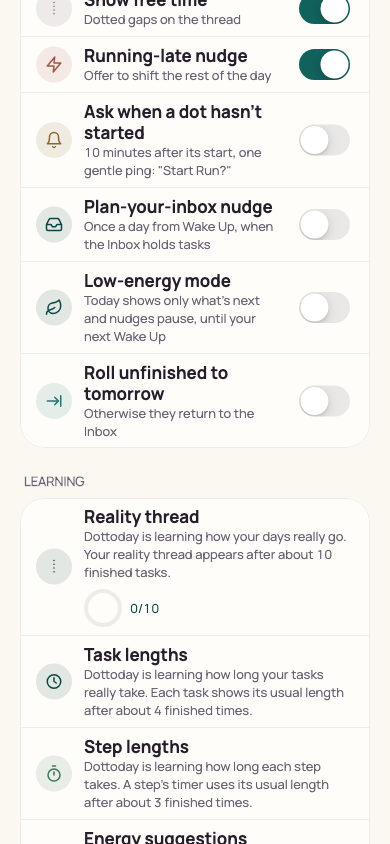 Show free time
Dotted gaps on the thread
Running-late nudge
Offer to shift the rest of the day
Ask when a dot hasn't
started
10 minutes after its start, one
gentle ping: "Start Run?"
Plan-your-inbox nudge
Once a day from Wake Up, when
the Inbox holds tasks
Low-energy mode
Today shows only what's next
and nudges pause, until your
next Wake Up
Roll unfinished to
tomorrow
Otherwise they return to the
Inbox
LEARNING
Reality thread
Dottoday is learning how your days really go.
Your reality thread appears after about 10
finished tasks.
0/10
Task lengths
Dottoday is learning how long your tasks
really take. Each task shows its usual length
after about 4 finished times.
Step lengths
Dottoday is learning how long each step
takes. A step's timer uses its usual length
after about 3 finished times.
Energy suggestions